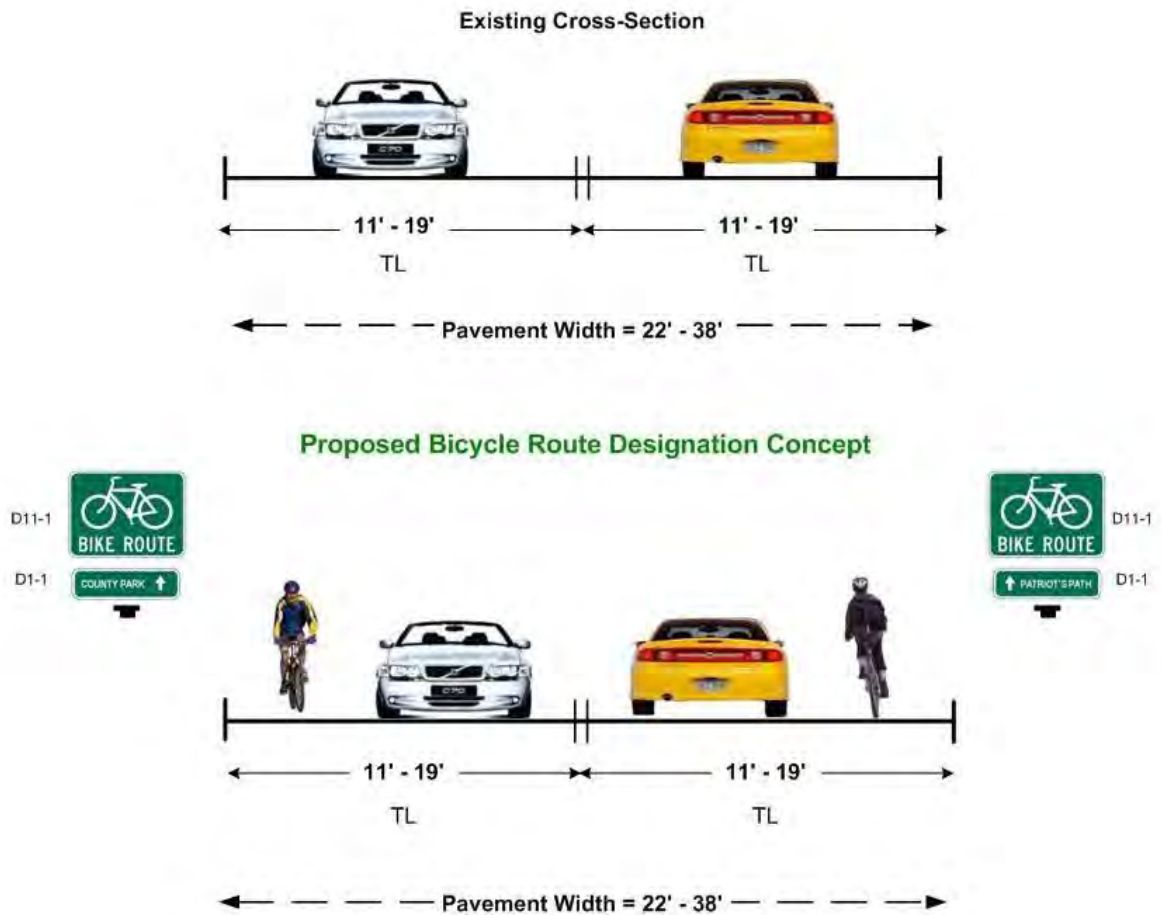 Existing Cross-Section
C70
11' - 19'
11' - 19'
TL
TL
Pavement Width = 22' - 38'
Proposed Bicycle Route Designation Concept
D11-1
BIKE ROUTE
D1-1
COUNTY PARK ↑
BIKE ROUTE
D11-1
↑ PATRIOT'S PATH
D1-1
C70
11' - 19'
11' - 19'
TL
TL
Pavement Width = 22' - 38'